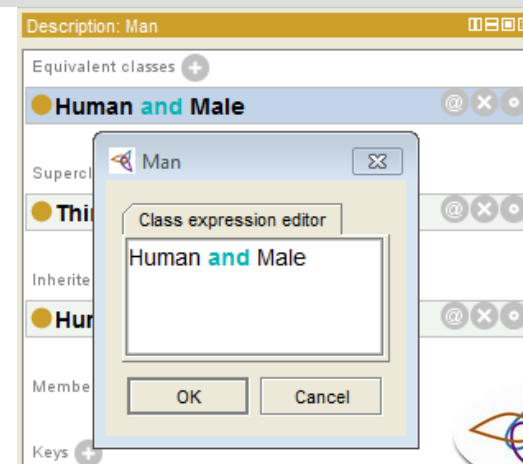 Description: Man
Equivalent classes
Human and Male
Man
Supercl
Thi
Class expression editor
Human and Male
Inherite
Hu
Membe
OK Cancel
Keys